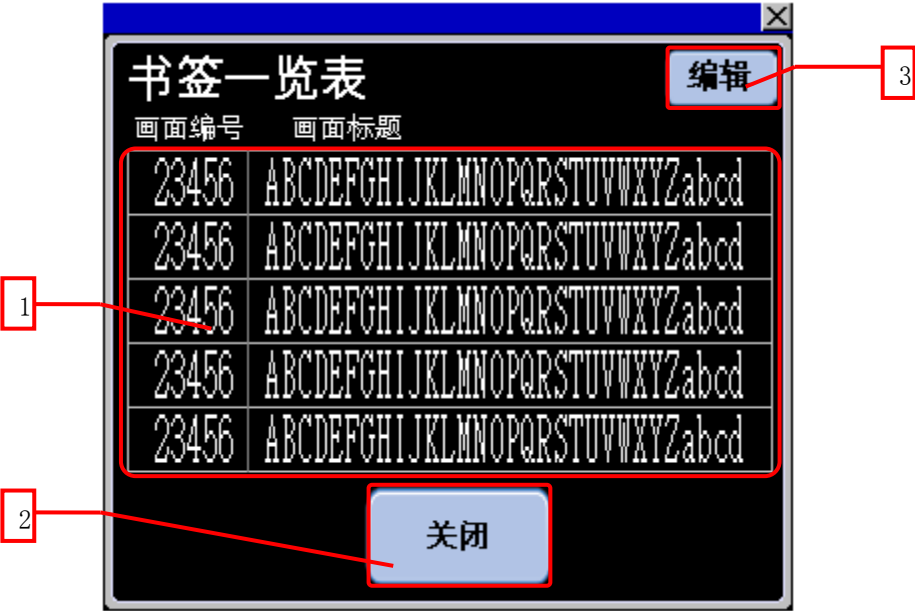 书签一览表
编辑
3
画面编号 画面标题
23456 ABCDEFGHIJKLMNOPQRSTUVWXYZabcd
23456 ABCDEFGHIJKLMNOPQRSTUVWXYZabcd
1
23456 ABCDEFGHIJKLMNOPQRSTUVWXYZabcd
23456 ABCDEFGHIJKLMNOPQRSTUVWXYZabcd
23456 ABCDEFGHIJKLMNOPQRSTUVWXYZabcd
2
关闭